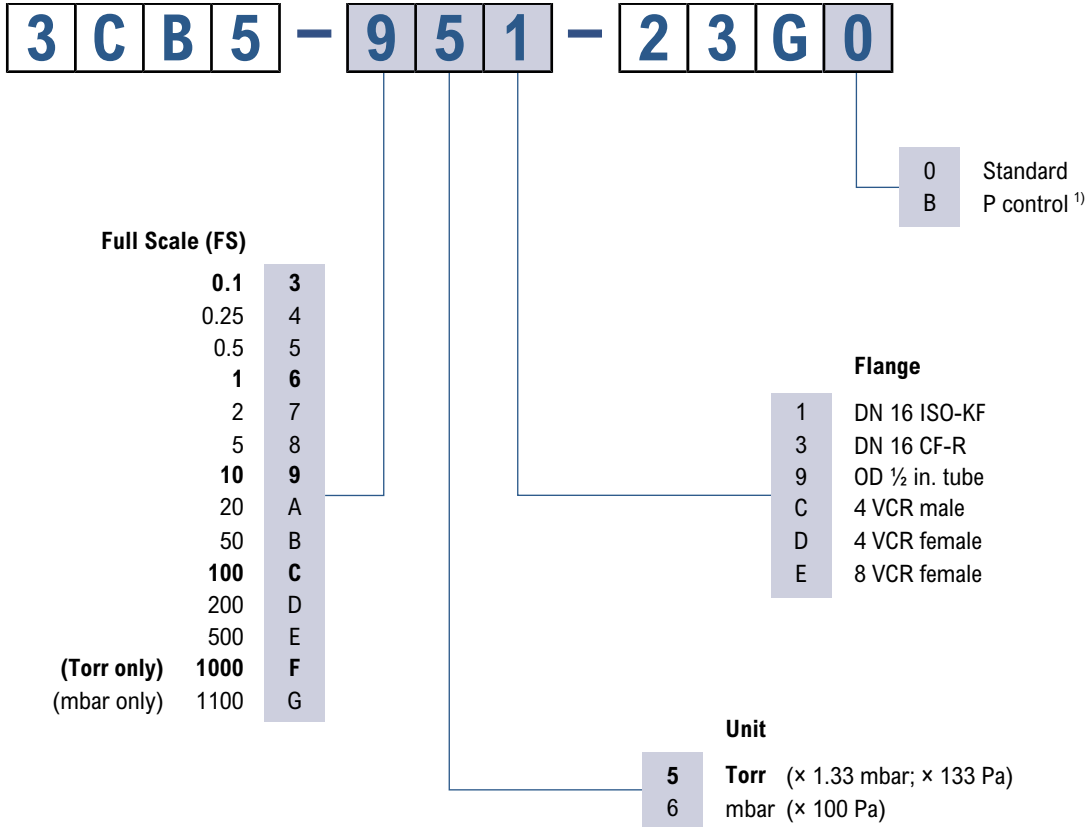 3CB5 – 951 – 23G0
0 Standard
B P control ¹⁾
Full Scale (FS)
0.1 3
0.25 4
0.5 5
1 6
2 7
5 8
10 9
20 A
50 B
100 C
200 D
500 E
(Torr only) 1000 F
(mbar only) 1100 G
Flange
1 DN 16 ISO-KF
3 DN 16 CF-R
9 OD ½ in. tube
C 4 VCR male
D 4 VCR female
E 8 VCR female
Unit
5 Torr (× 1.33 mbar; × 133 Pa)
6 mbar (× 100 Pa)